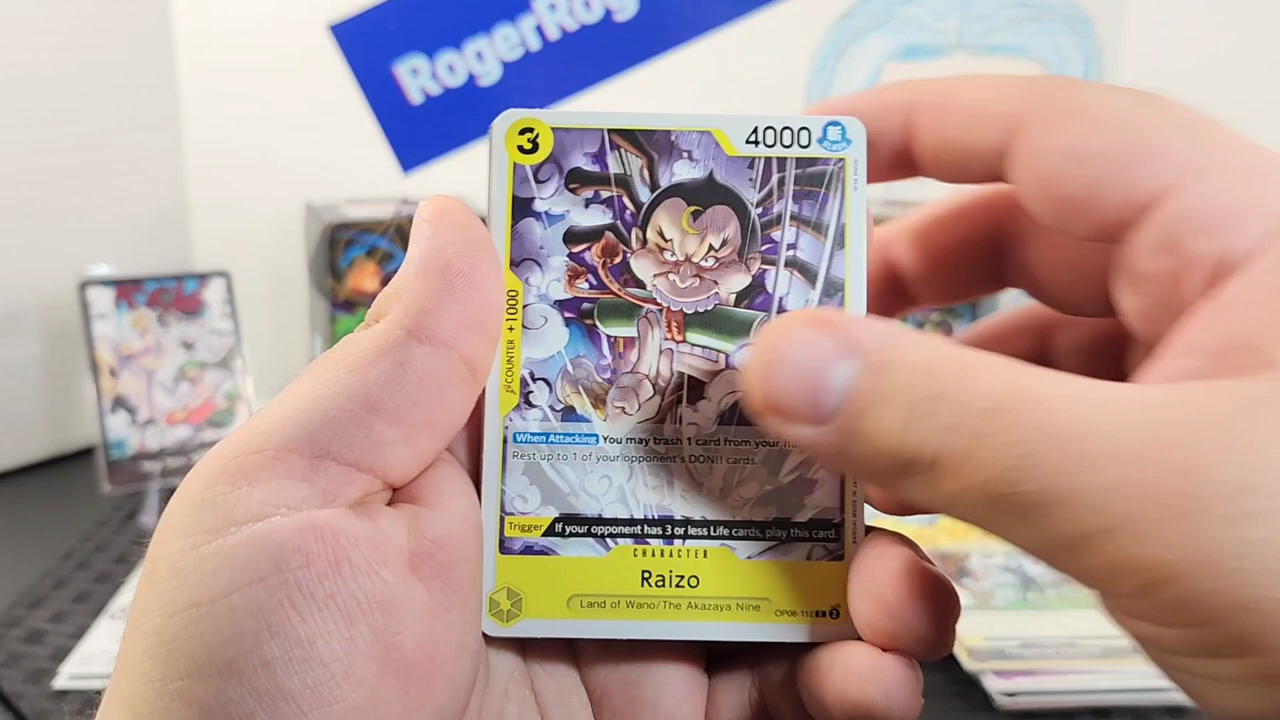 RogerRog
3
4000
斬
COUNTER +1000
When Attacking You may trash 1 card from your
Rest up to 1 of your opponent's DON!! cards.
Trigger If your opponent has 3 or less Life cards, play this card.
CHARACTER
Raizo
Land of Wano/The Akazaya Nine
OP06-112 C 2